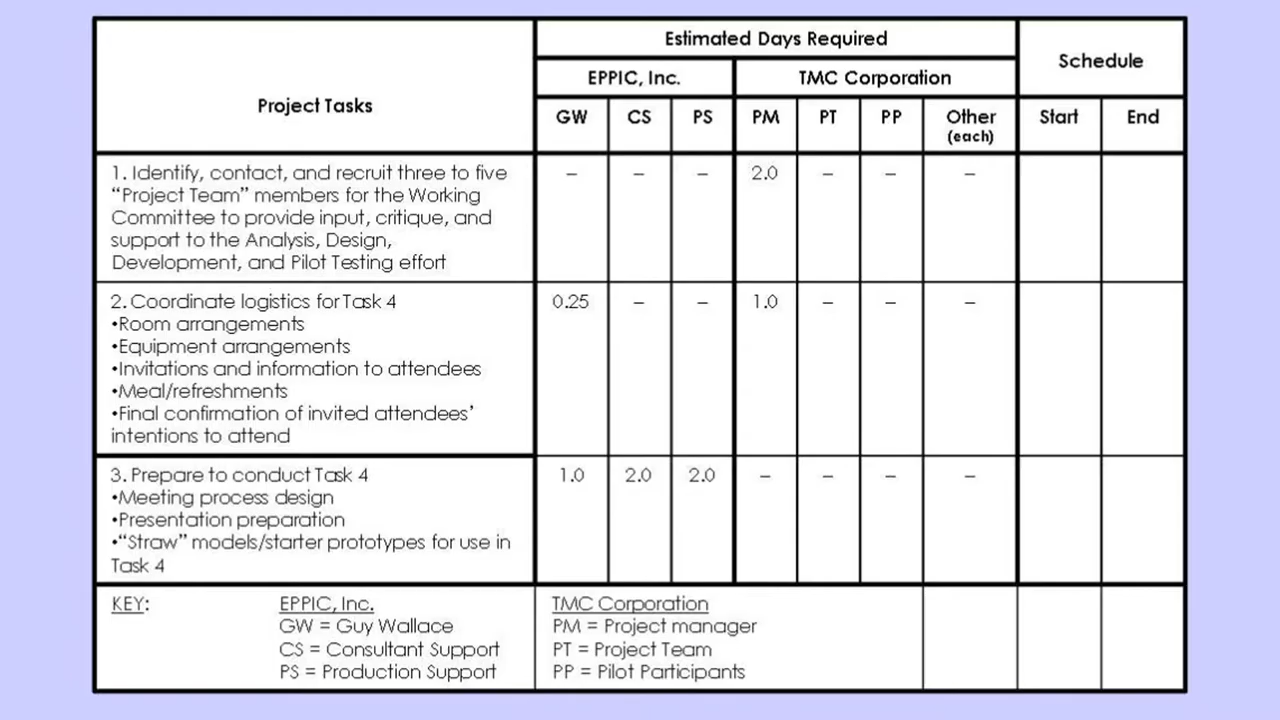 Project Tasks
Estimated Days Required
Schedule
EPPIC, Inc.
TMC Corporation
GW
CS
PS
PM
PT
PP
Other
(each)
Start
End
1. Identify, contact, and recruit three to five
“Project Team” members for the Working
Committee to provide input, critique, and
support to the Analysis, Design,
Development, and Pilot Testing effort
–
–
–
2.0
–
–
–
2. Coordinate logistics for Task 4
•Room arrangements
•Equipment arrangements
•Invitations and information to attendees
•Meal/refreshments
•Final confirmation of invited attendees’
intentions to attend
0.25
–
–
1.0
–
–
–
3. Prepare to conduct Task 4
•Meeting process design
•Presentation preparation
•“Straw” models/starter prototypes for use in
Task 4
1.0
2.0
2.0
–
–
–
–
KEY:
EPPIC, Inc.
GW = Guy Wallace
CS = Consultant Support
PS = Production Support
TMC Corporation
PM = Project manager
PT = Project Team
PP = Pilot Participants